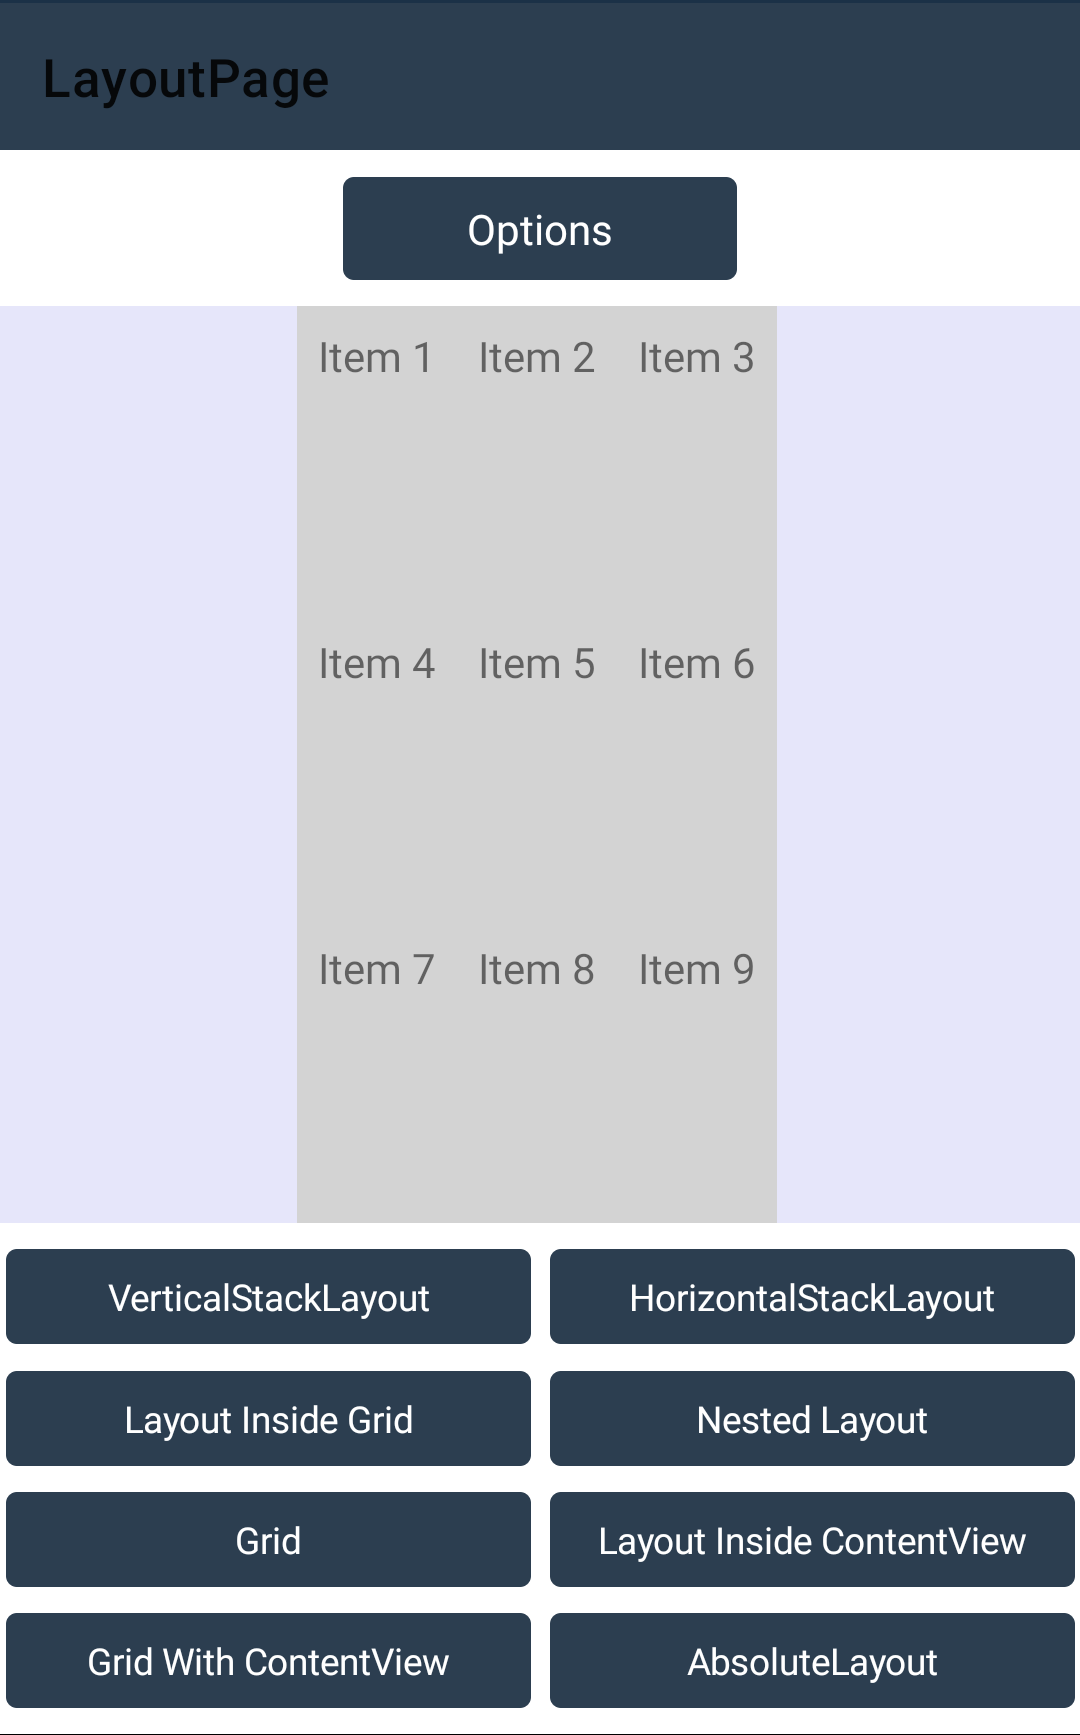 LayoutPage
Options
Item 1 Item 2 Item 3
Item 4 Item 5 Item 6
Item 7 Item 8 Item 9
VerticalStackLayout HorizontalStackLayout
Layout Inside Grid Nested Layout
Grid Layout Inside ContentView
Grid With ContentView AbsoluteLayout